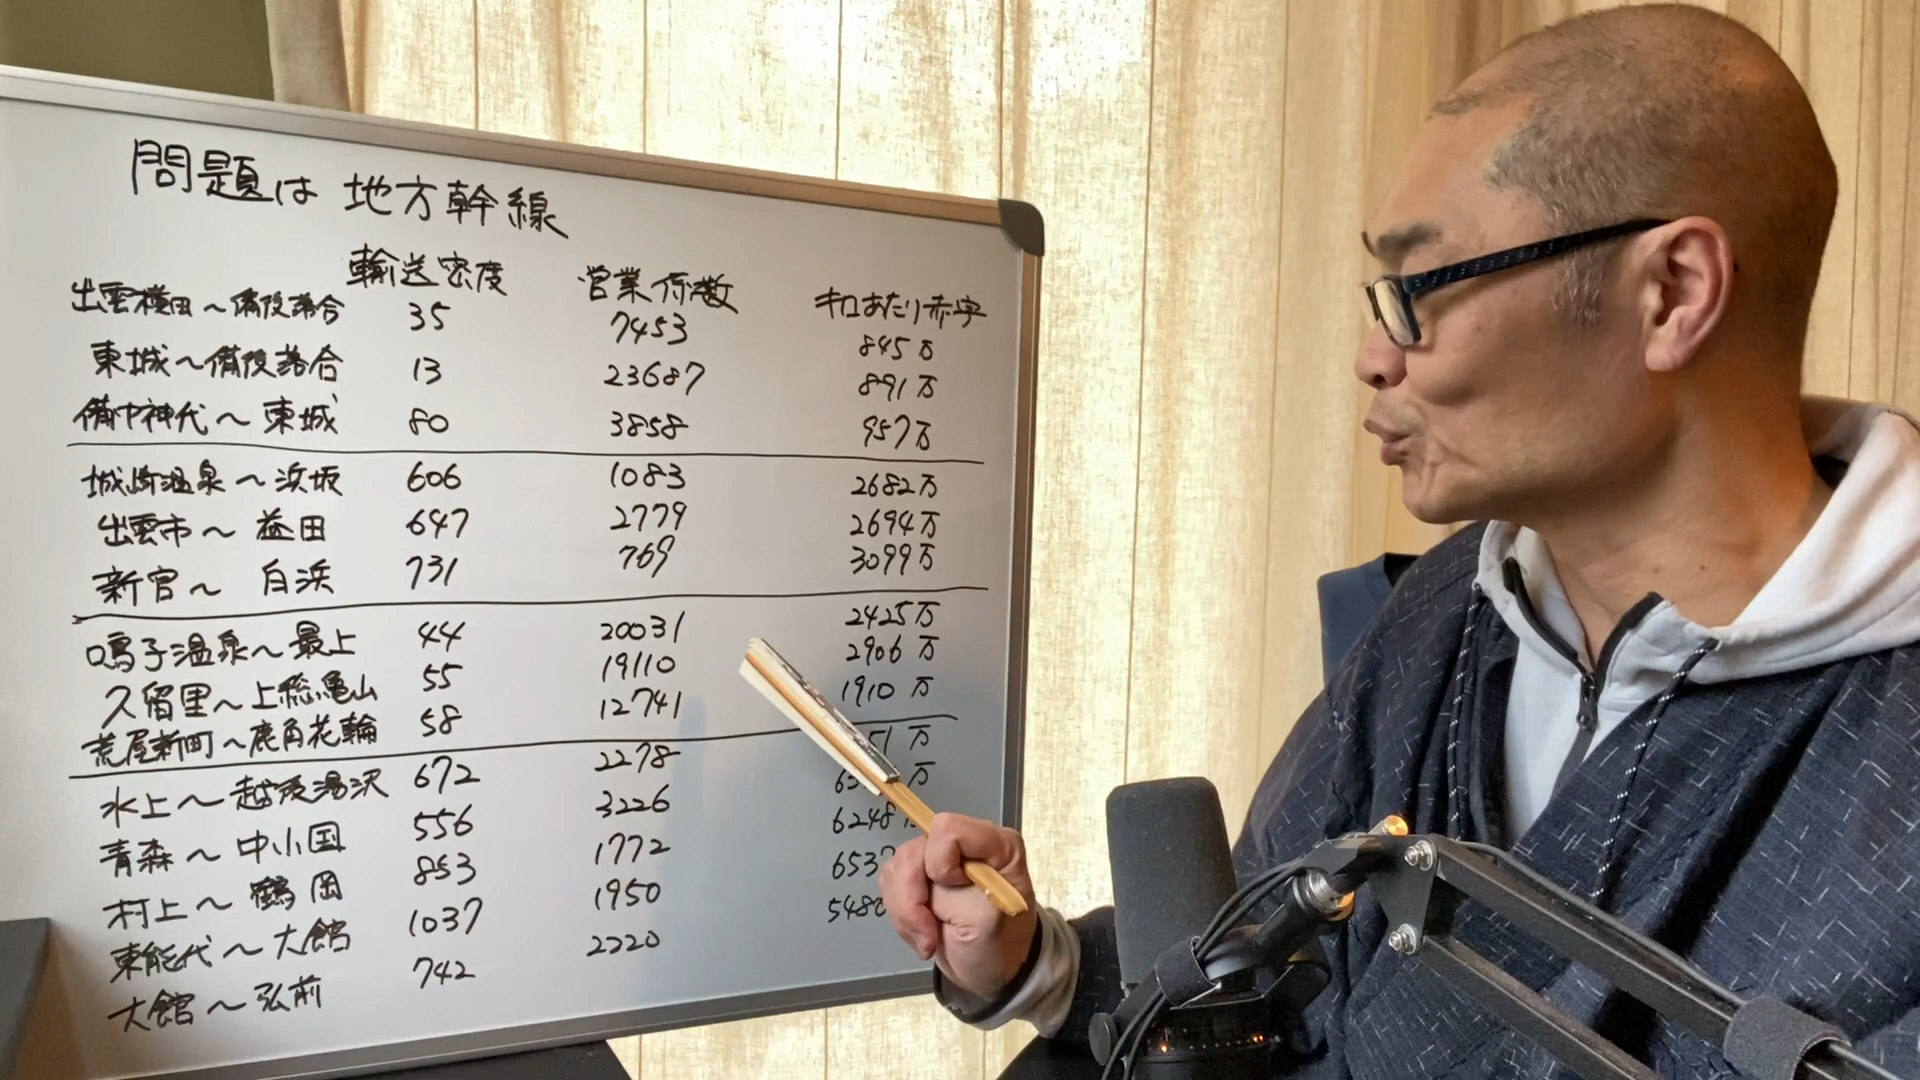 問題は 地方幹線
輸送密度 営業係数 キロあたり赤字
出雲横田～備後落合 35 7453 845万
東城～備後落合 13 23687 891万
備中神代～東城 80 3858 957万
城崎温泉～浜坂 606 1083 2682万
出雲市～益田 647 2779 2694万
新宮～白浜 731 769 3099万
鳴子温泉～最上 44 20031 2425万
久留里～上総亀山 55 19110 2906万
荒屋新町～鹿角花輪 58 12741 1910万
水上～越後湯沢 672 2278 万
青森～中小国 556 3226 万
村上～鶴岡 853 1772 6248
東能代～大館 1037 1950
大館～弘前 742 2220